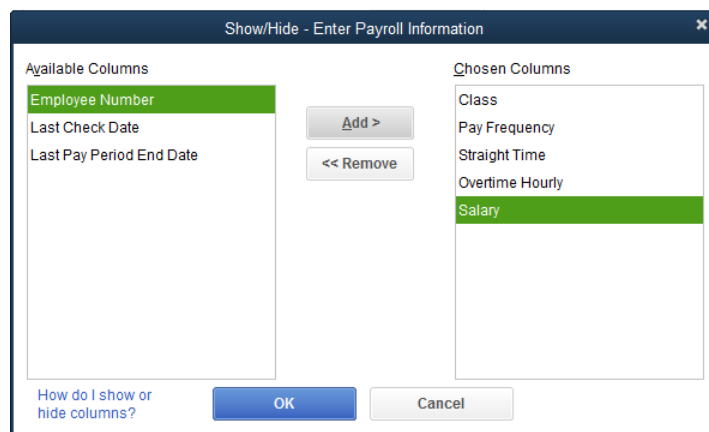 Show/Hide - Enter Payroll Information
Available Columns
Employee Number
Last Check Date
Last Pay Period End Date
Add >
<< Remove
Chosen Columns
Class
Pay Frequency
Straight Time
Overtime Hourly
Salary
How do I show or
hide columns?
OK
Cancel